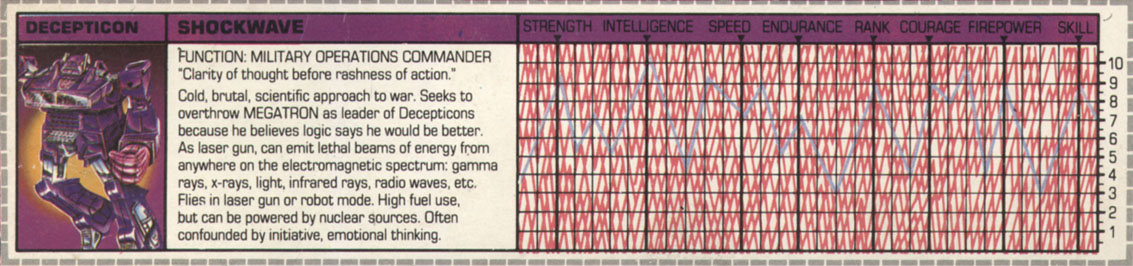 DECEPTICON
SHOCKWAVE
FUNCTION: MILITARY OPERATIONS COMMANDER
"Clarity of thought before rashness of action."
Cold, brutal, scientific approach to war. Seeks to
overthrow MEGATRON as leader of Decepticons
because he believes logic says he would be better.
As laser gun, can emit lethal beams of energy from
anywhere on the electromagnetic spectrum: gamma
rays, x-rays, light, infrared rays, radio waves, etc.
Flies in laser gun or robot mode. High fuel use,
but can be powered by nuclear sources. Often
confounded by initiative, emotional thinking.
STRENGTH INTELLIGENCE SPEED ENDURANCE RANK COURAGE FIREPOWER SKILL
10
9
8
7
6
5
4
3
2
1